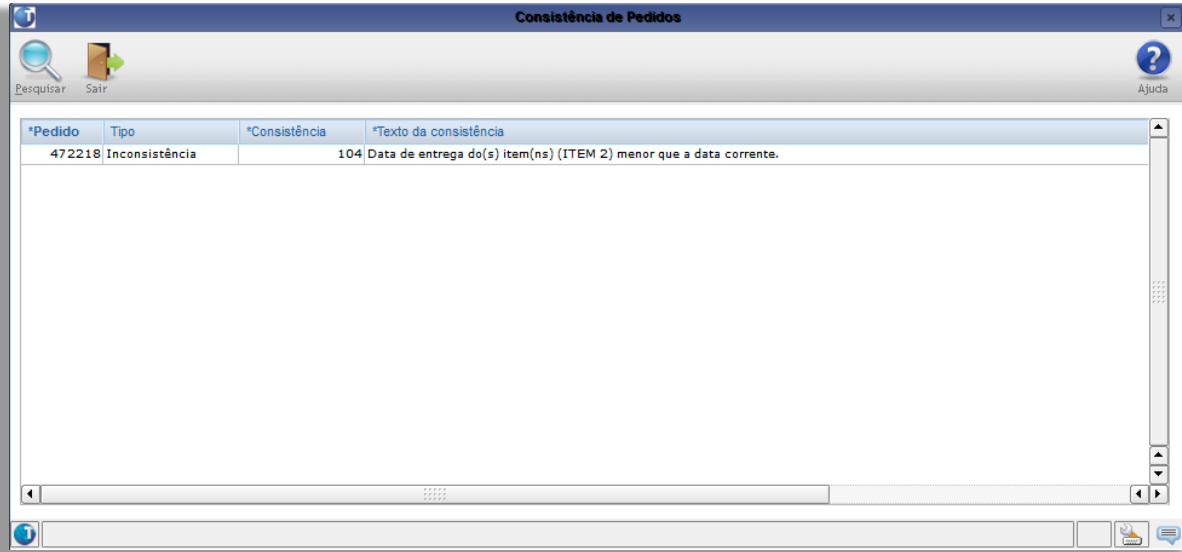 Consistência de Pedidos
Pesquisar Sair Ajuda
*Pedido Tipo *Consistência *Texto da consistência
472218 Inconsistência 104 Data de entrega do(s) item(ns) (ITEM 2) menor que a data corrente.